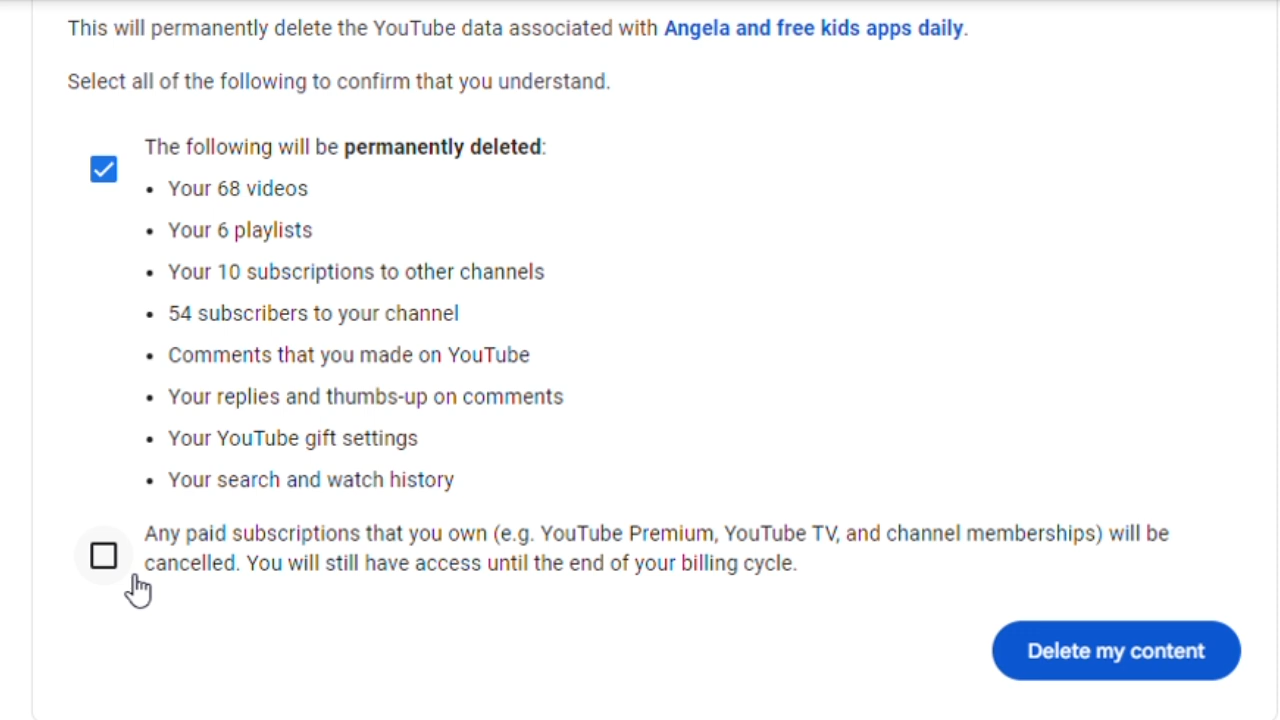 This will permanently delete the YouTube data associated with Angela and free kids apps daily.
Select all of the following to confirm that you understand.
The following will be permanently deleted:
• Your 68 videos
• Your 6 playlists
• Your 10 subscriptions to other channels
• 54 subscribers to your channel
• Comments that you made on YouTube
• Your replies and thumbs-up on comments
• Your YouTube gift settings
• Your search and watch history
Any paid subscriptions that you own (e.g. YouTube Premium, YouTube TV, and channel memberships) will be
cancelled. You will still have access until the end of your billing cycle.
Delete my content